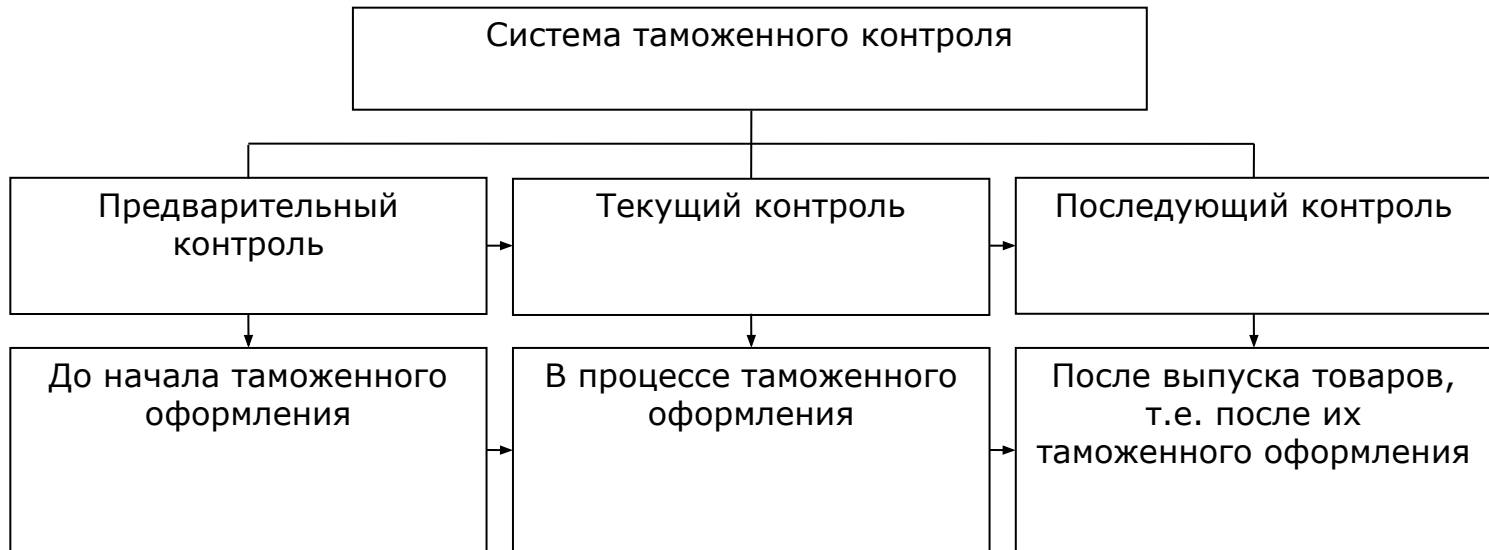 Система таможенного контроля
Предварительный
контроль
Текущий контроль
Последующий контроль
До начала таможенного
оформления
В процессе таможенного
оформления
После выпуска товаров,
т.е. после их
таможенного оформления